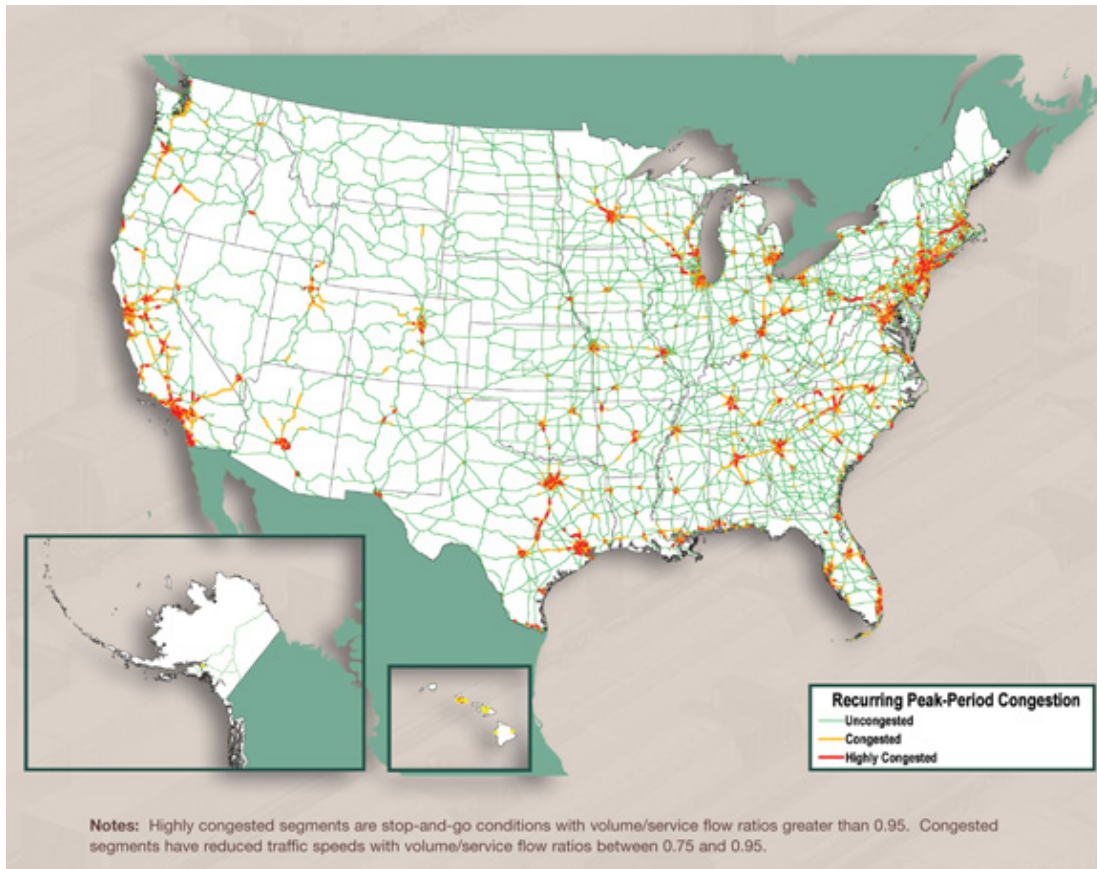 Recurring Peak-Period Congestion
Uncongested
Congested
Highly Congested
Notes: Highly congested segments are stop-and-go conditions with volume/service flow ratios greater than 0.95. Congested
segments have reduced traffic speeds with volume/service flow ratios between 0.75 and 0.95.